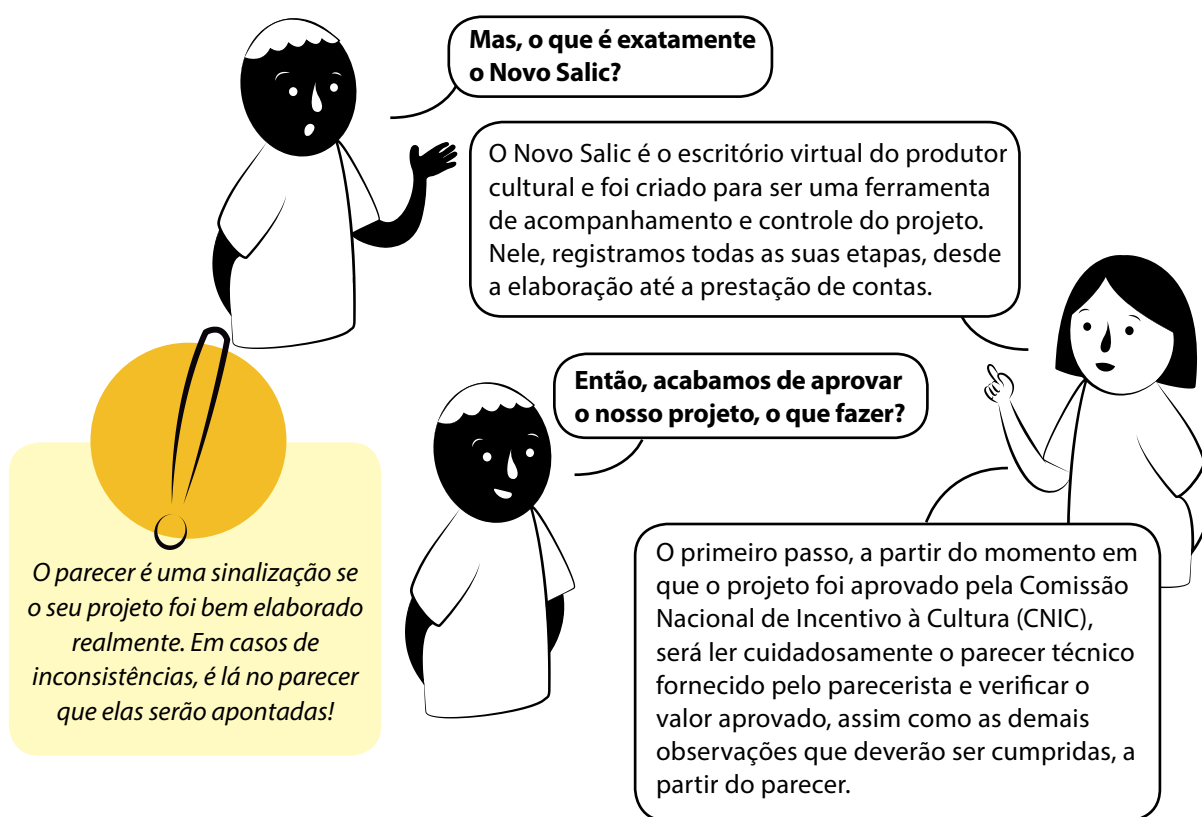 Mas, o que é exatamente
o Novo Salic?
O Novo Salic é o escritório virtual do produtor
cultural e foi criado para ser uma ferramenta
de acompanhamento e controle do projeto.
Nele, registramos todas as suas etapas, desde
a elaboração até a prestação de contas.
Então, acabamos de aprovar
o nosso projeto, o que fazer?
O parecer é uma sinalização se
o seu projeto foi bem elaborado
realmente. Em casos de
inconsistências, é lá no parecer
que elas serão apontadas!
O primeiro passo, a partir do momento em
que o projeto foi aprovado pela Comissão
Nacional de Incentivo à Cultura (CNIC),
será ler cuidadosamente o parecer técnico
fornecido pelo parecerista e verificar o
valor aprovado, assim como as demais
observações que deverão ser cumpridas, a
partir do parecer.